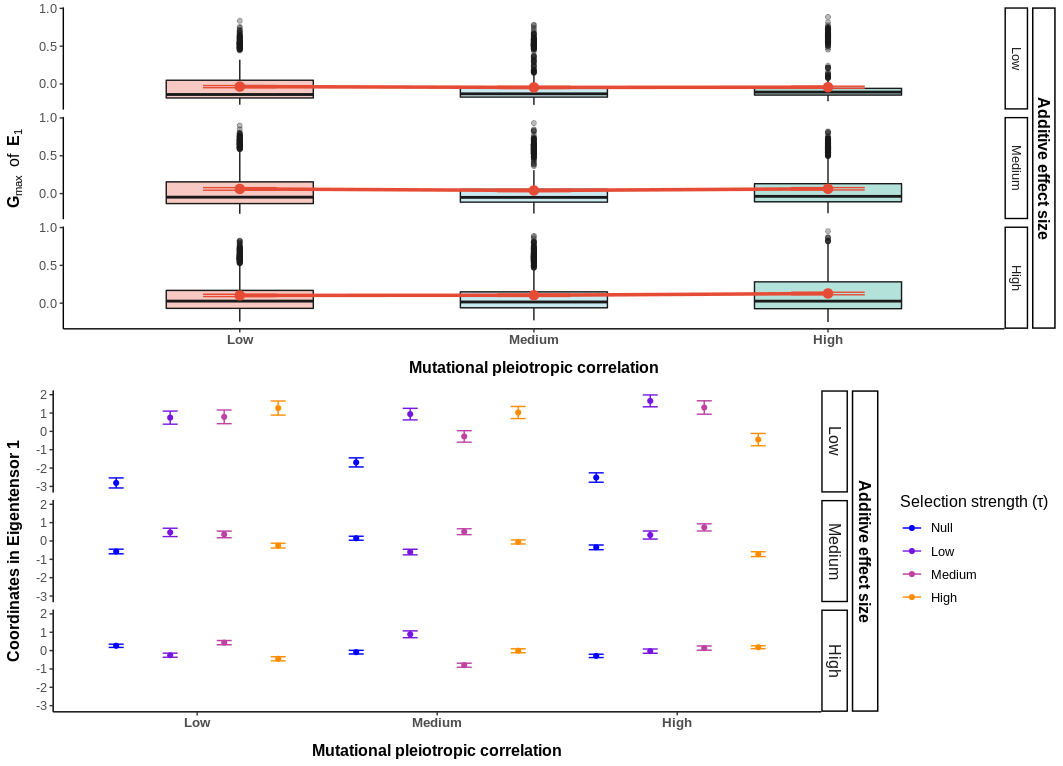 1.0
0.5
0.0
Low
1.0
0.5
0.0
Medium
1.0
0.5
0.0
High
Gmax of E1
Additive effect size
Low Medium High
Mutational pleiotropic correlation
2
1
0
-1
-2
-3
Low
2
1
0
-1
-2
-3
Medium
2
1
0
-1
-2
-3
High
Coordinates in Eigentensor 1
Additive effect size
Low Medium High
Mutational pleiotropic correlation
Selection strength (τ)
Null
Low
Medium
High